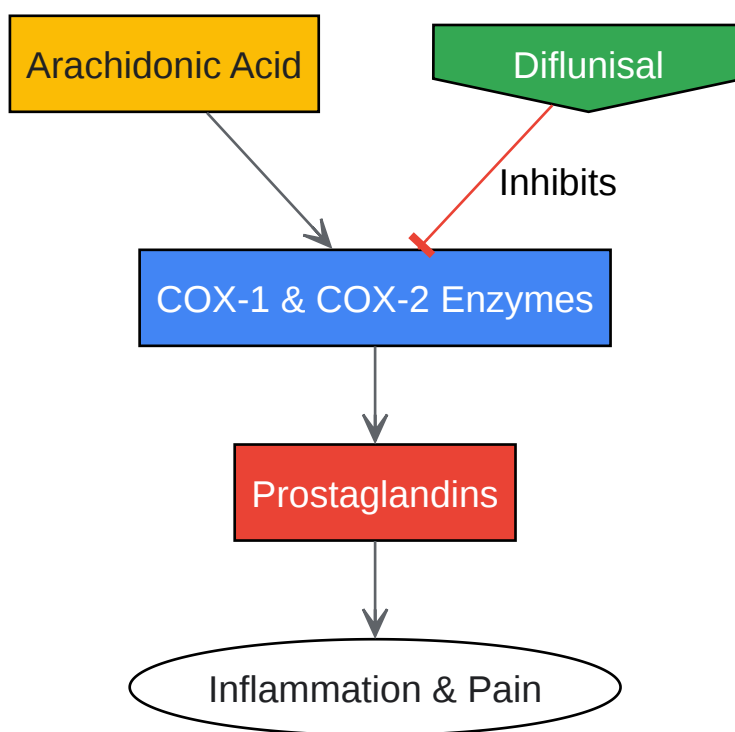 Arachidonic Acid
Diflunisal
Inhibits
COX-1 & COX-2 Enzymes
Prostaglandins
Inflammation & Pain